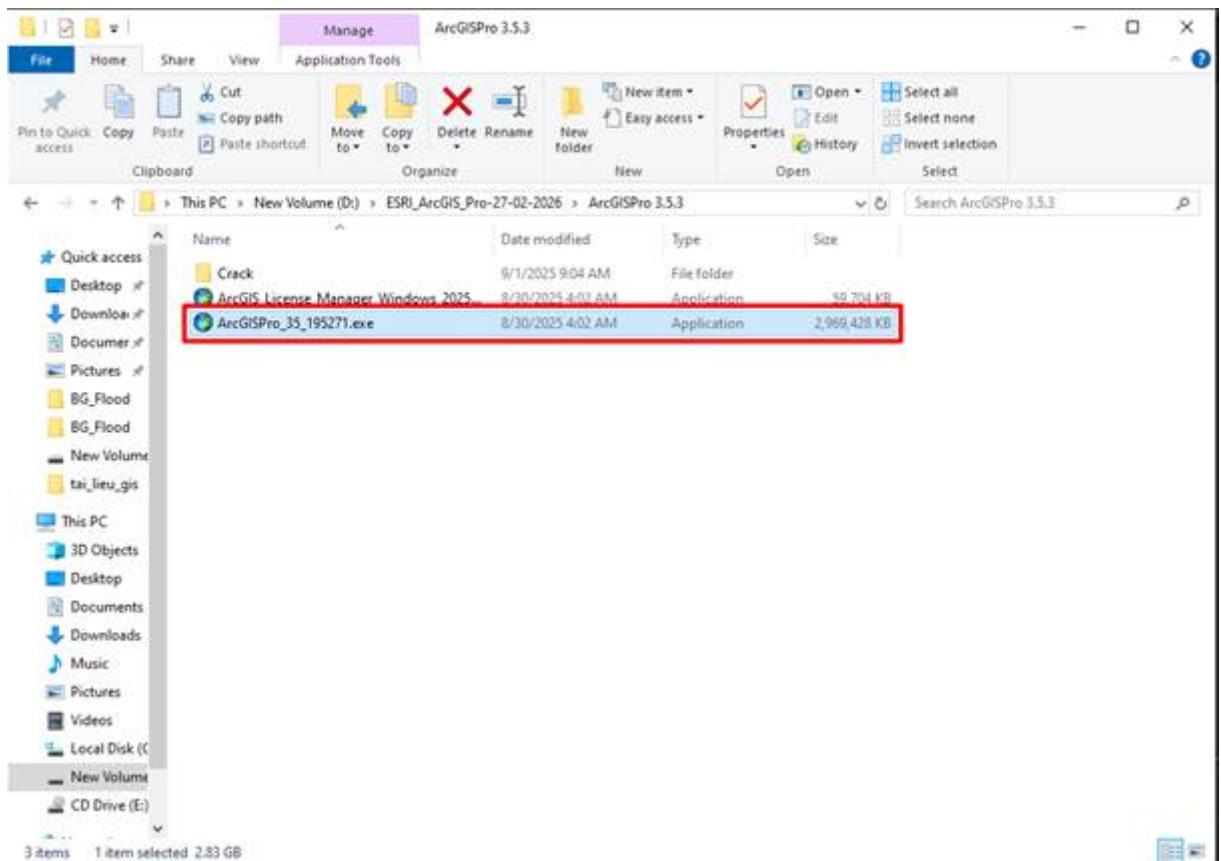 Manage ArcGISPro 3.5.3
File Home Share View Application Tools
Pin to Quick access
Copy
Paste
Cut
Copy path
Paste shortcut
Move to
Copy to
Delete
Rename
New folder
New item
Easy access
Properties
Open
Edit
History
Select all
Select none
Invert selection
Clipboard Organize New Open Select
This PC › New Volume (D:) › ESRI_ArcGIS_Pro-27-02-2026 › ArcGISPro 3.5.3
Search ArcGISPro 3.5.3
Name Date modified Type Size
Crack 9/1/2025 9:04 AM File folder
ArcGIS_License_Manager_Windows_2025... 8/30/2025 4:02 AM Application 59,704 KB
ArcGISPro_35_195271.exe 8/30/2025 4:02 AM Application 2,969,428 KB
Quick access
Desktop
Downloa
Documer
Pictures
BG_Flood
BG_Flood
New Volume
tai_lieu_gis
This PC
3D Objects
Desktop
Documents
Downloads
Music
Pictures
Videos
Local Disk (C
New Volume
CD Drive (E:)
3 items 1 item selected 2.83 GB